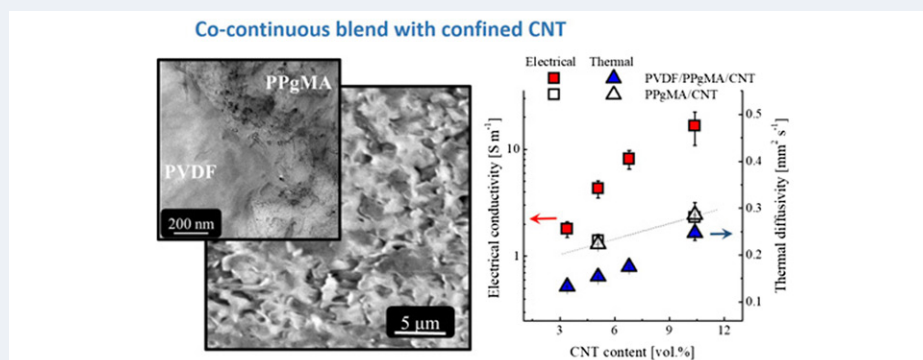 Co-continuous blend with confined CNT
PPgMA
PVDF
200 nm
5 μm
Electrical Thermal
PVDF/PPgMA/CNT
PPgMA/CNT
Electrical conductivity [S m⁻¹]
10
1
Thermal diffusivity [mm² s⁻¹]
0.5
0.4
0.3
0.2
0.1
3 6 9 12
CNT content [vol.%]